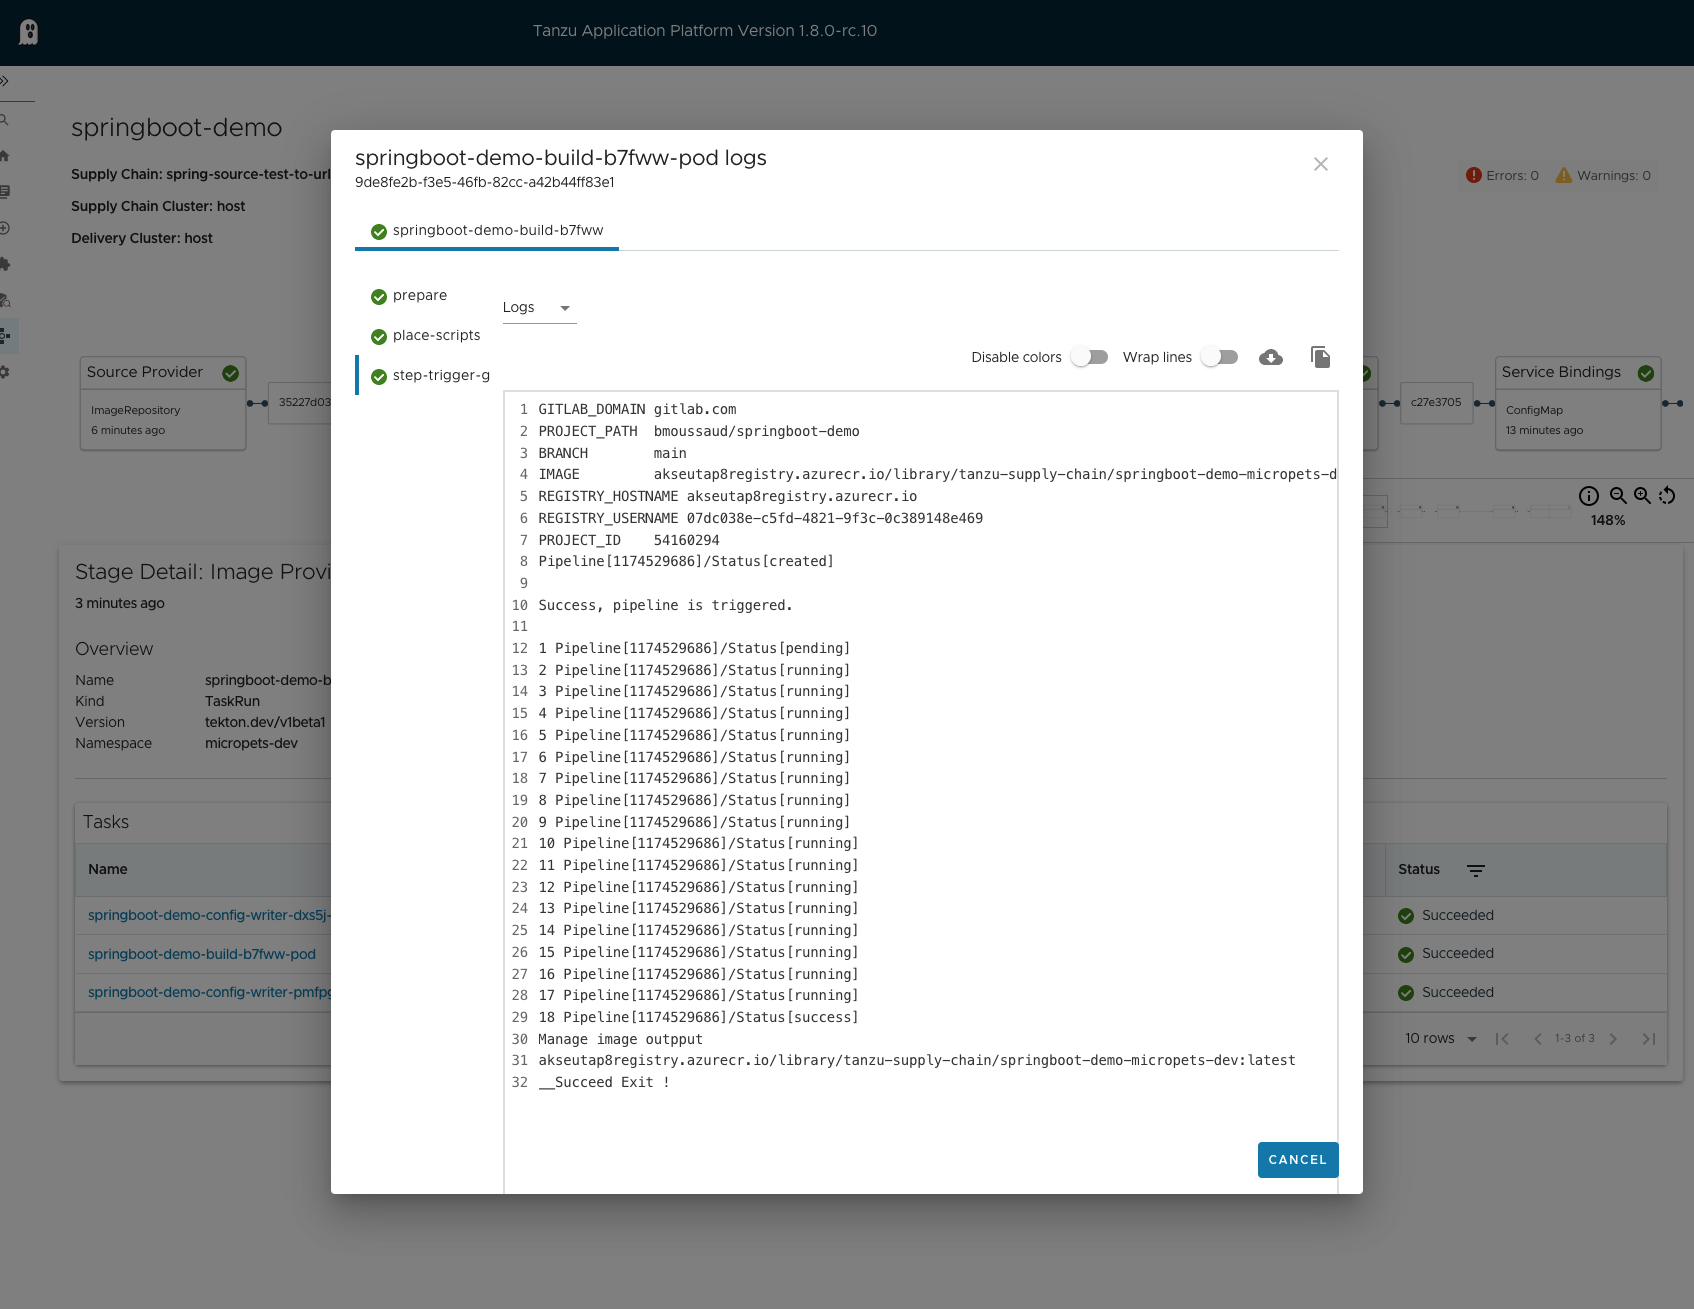 Tanzu Application Platform Version 1.8.0-rc.10
springboot-demo
Supply Chain: spring-source-test-to-url
Supply Chain Cluster: host
Delivery Cluster: host
Errors: 0
Warnings: 0
Source Provider
ImageRepository
6 minutes ago
35227d03
c27e3705
Service Bindings
ConfigMap
13 minutes ago
148%
Stage Detail: Image Provi
3 minutes ago
Overview
Name springboot-demo-b
Kind TaskRun
Version tekton.dev/v1beta1
Namespace micropets-dev
Tasks
Name
Status
springboot-demo-config-writer-dxs5j-
Succeeded
springboot-demo-build-b7fww-pod
Succeeded
springboot-demo-config-writer-pmfpg
Succeeded
10 rows
1-3 of 3
springboot-demo-build-b7fww-pod logs
9de8fe2b-f3e5-46fb-82cc-a42b44ff83e1
springboot-demo-build-b7fww
prepare
place-scripts
step-trigger-g
Logs
Disable colors
Wrap lines
1 GITLAB_DOMAIN gitlab.com
2 PROJECT_PATH  bmoussaud/springboot-demo
3 BRANCH        main
4 IMAGE         akseutap8registry.azurecr.io/library/tanzu-supply-chain/springboot-demo-micropets-d
5 REGISTRY_HOSTNAME akseutap8registry.azurecr.io
6 REGISTRY_USERNAME 07dc038e-c5fd-4821-9f3c-0c389148e469
7 PROJECT_ID    54160294
8 Pipeline[1174529686]/Status[created]
9
10 Success, pipeline is triggered.
11
12 1 Pipeline[1174529686]/Status[pending]
13 2 Pipeline[1174529686]/Status[running]
14 3 Pipeline[1174529686]/Status[running]
15 4 Pipeline[1174529686]/Status[running]
16 5 Pipeline[1174529686]/Status[running]
17 6 Pipeline[1174529686]/Status[running]
18 7 Pipeline[1174529686]/Status[running]
19 8 Pipeline[1174529686]/Status[running]
20 9 Pipeline[1174529686]/Status[running]
21 10 Pipeline[1174529686]/Status[running]
22 11 Pipeline[1174529686]/Status[running]
23 12 Pipeline[1174529686]/Status[running]
24 13 Pipeline[1174529686]/Status[running]
25 14 Pipeline[1174529686]/Status[running]
26 15 Pipeline[1174529686]/Status[running]
27 16 Pipeline[1174529686]/Status[running]
28 17 Pipeline[1174529686]/Status[running]
29 18 Pipeline[1174529686]/Status[success]
30 Manage image outpput
31 akseutap8registry.azurecr.io/library/tanzu-supply-chain/springboot-demo-micropets-dev:latest
32 __Succeed Exit !
CANCEL